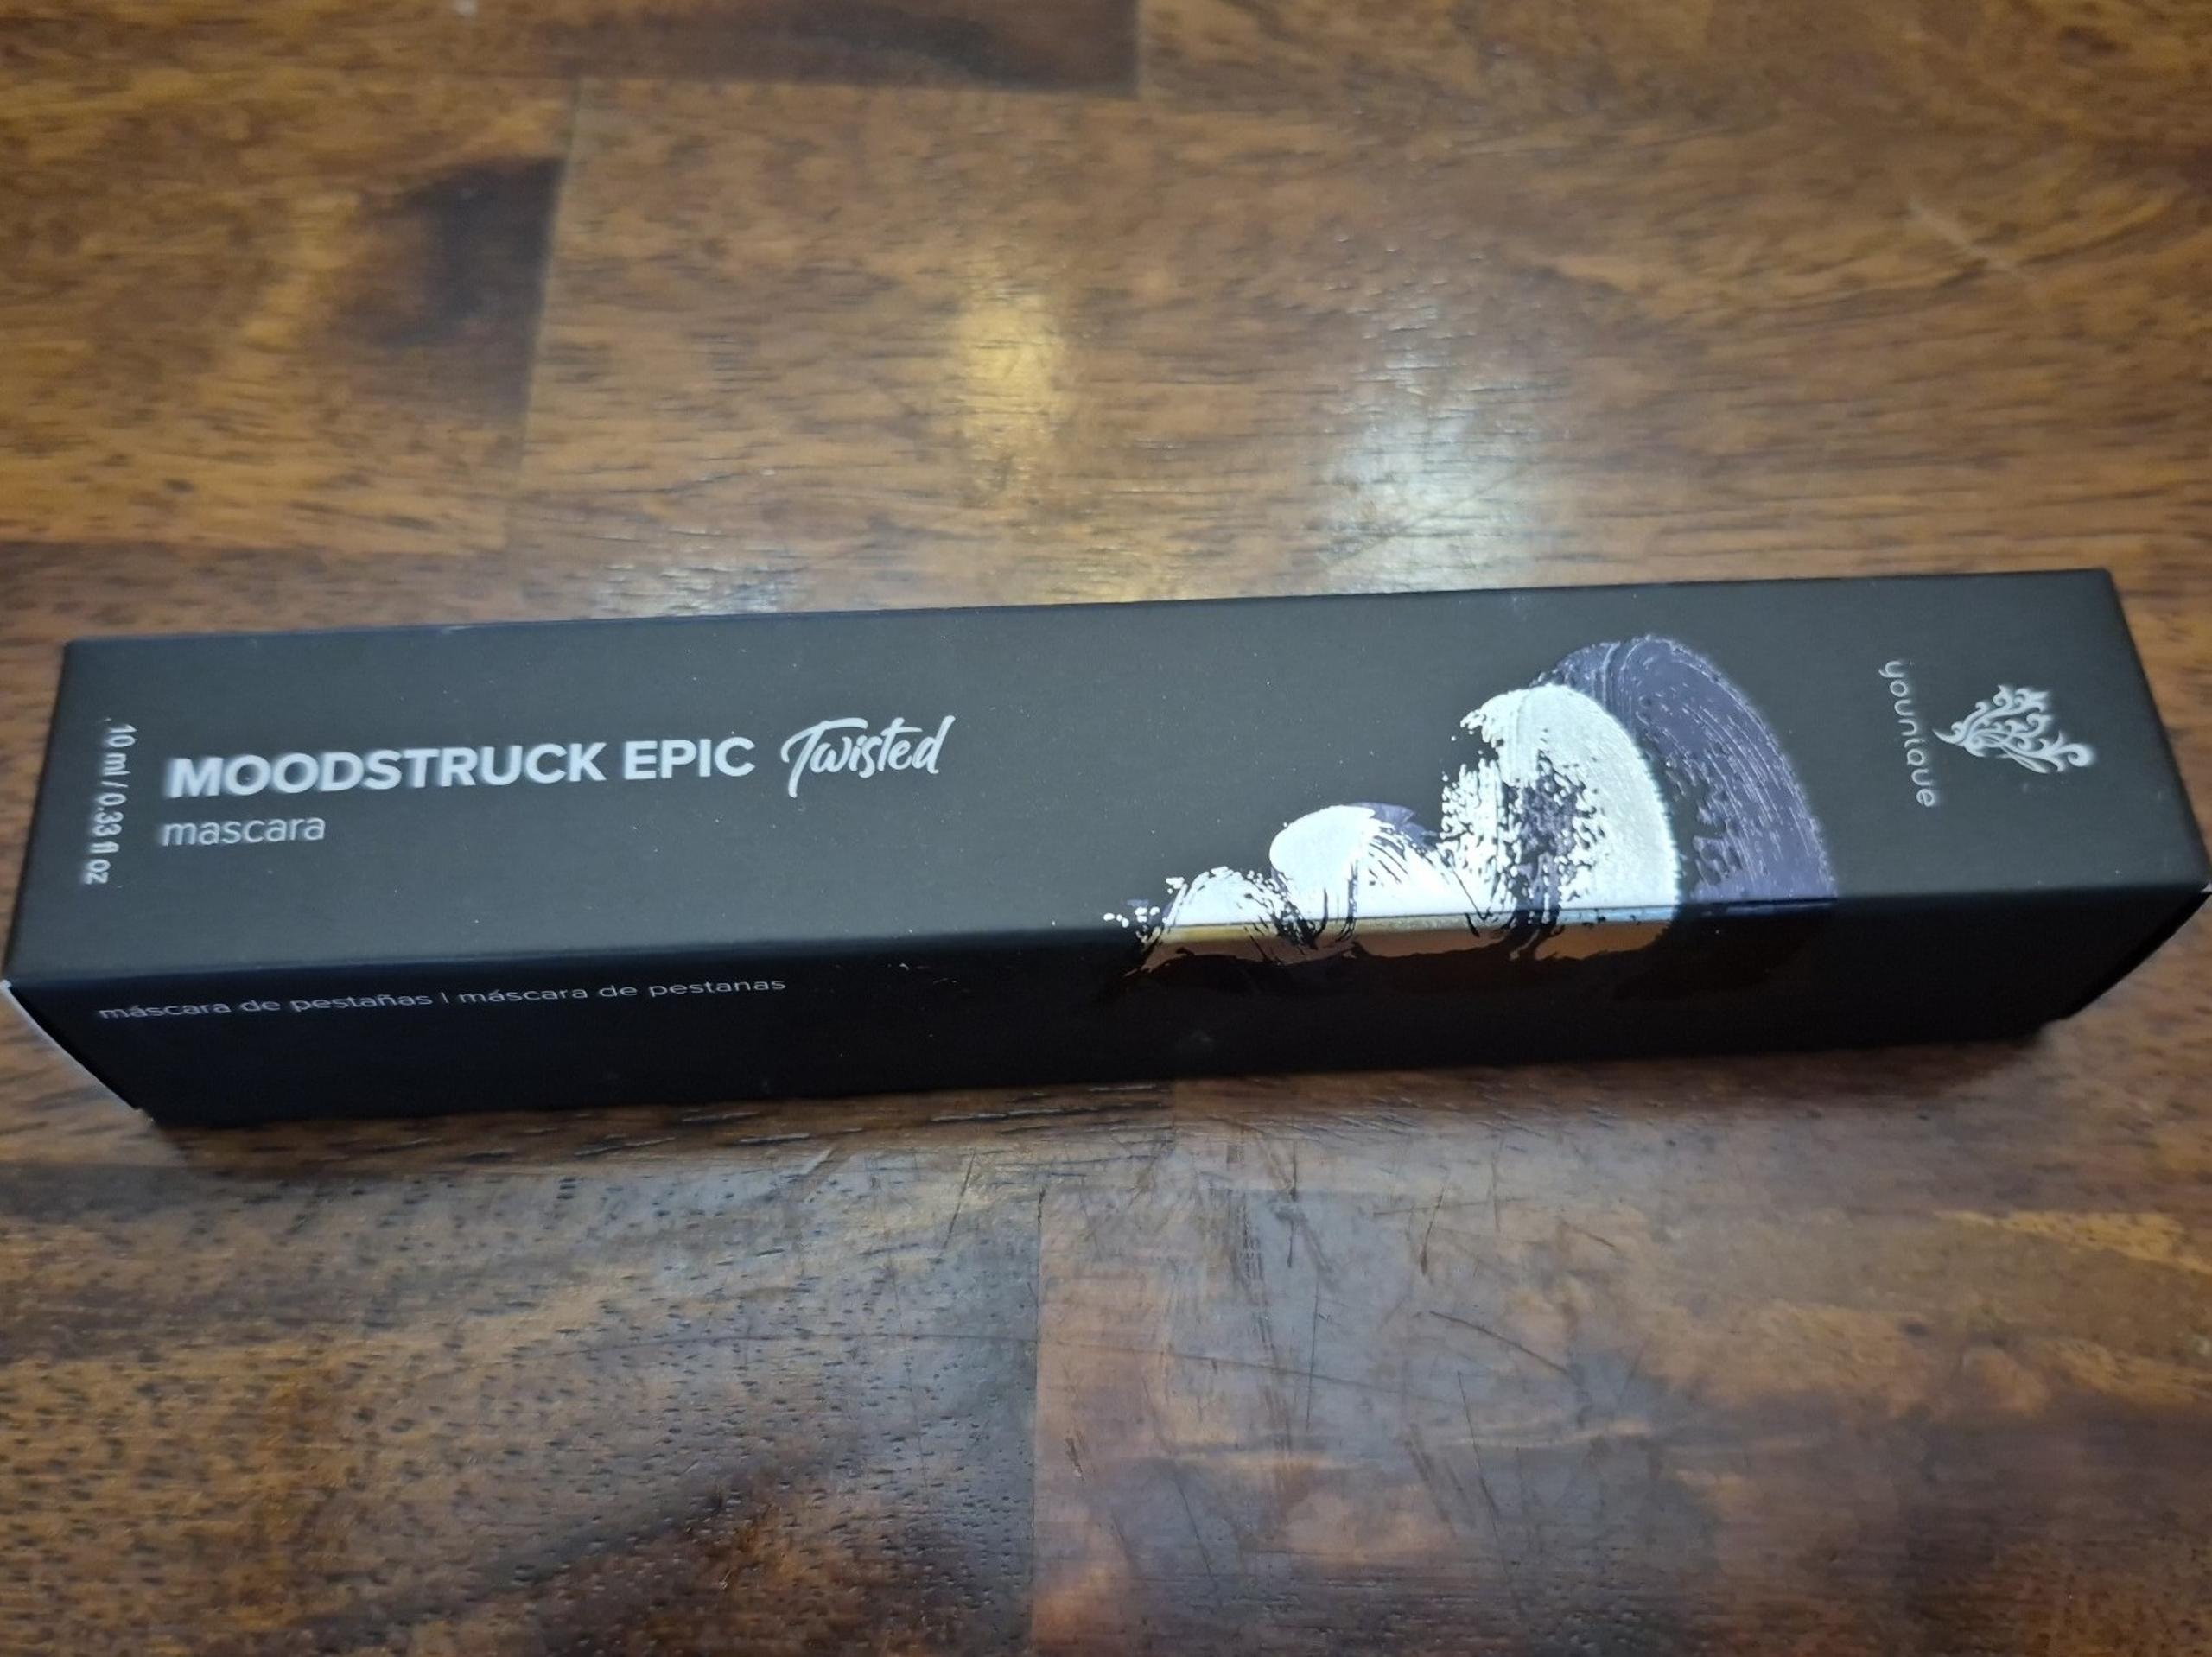 10 ml / 0.33 fl oz
MOODSTRUCK EPIC Twisted
mascara
younique
máscara de pestañas | máscara de pestanas